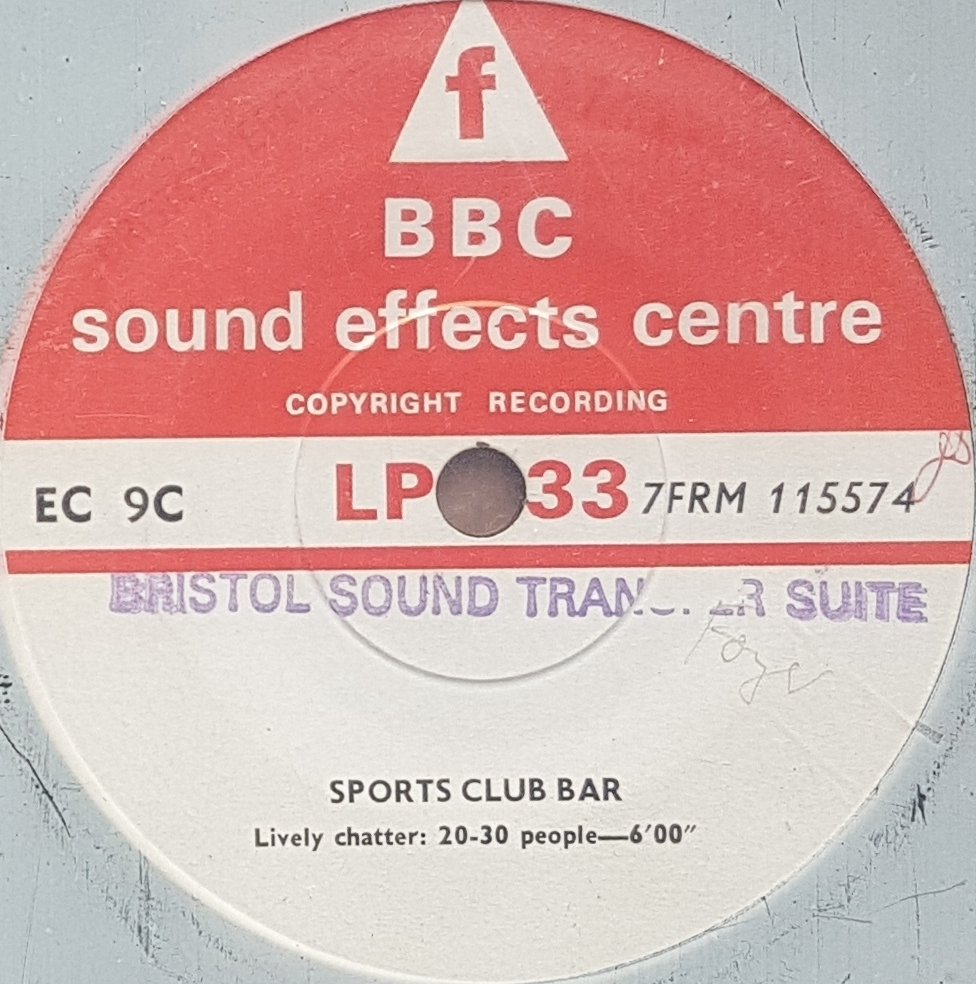 f
BBC
sound effects centre
COPYRIGHT RECORDING
EC 9C LP 33 7FRM 115574
BRISTOL SOUND SUITE
SPORTS CLUB BAR
Lively chatter: 20-30 people—6'00"